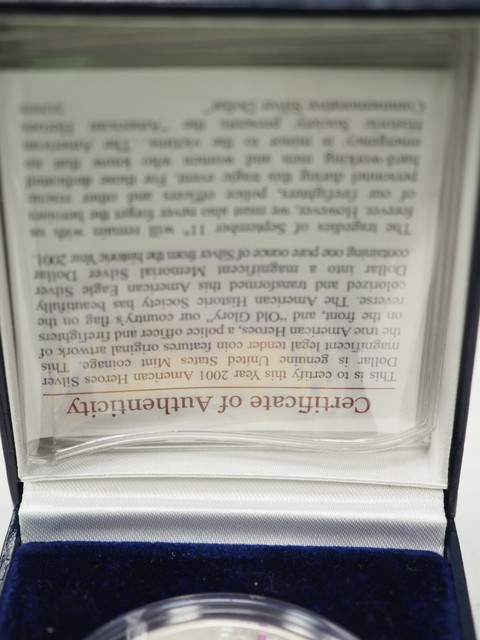 Certificate of Authenticity
This is to certify this Year 2001 American Heroes Silver
Dollar is genuine United States Mint coinage. This
magnificent legal tender coin features original artwork of
the true American Heroes, a police officer and firefighters
on the front, and "Old Glory" our country's flag on the
reverse. The American Historic Society has beautifully
colorized and transformed this American Eagle Silver
Dollar into a magnificent Memorial Silver Dollar
containing one pure ounce of Silver from the historic Year 2001.
The tragedies of September 11th will remain with us
forever. However, we must also never forget the heroism
of our firefighters, police officers and other rescue
personnel during this tragic event. For those dedicated
hard-working men and women who know that an
emergency is minor to the victims... The American
Historic Society presents the "American Heroes
Commemorative Silver Dollar"